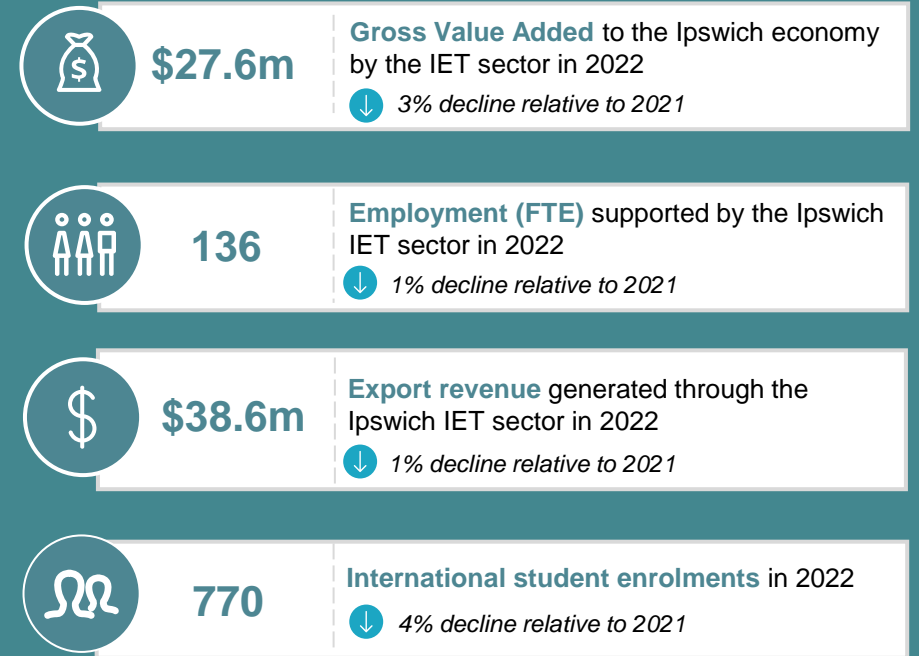 $27.6m
Gross Value Added to the Ipswich economy
by the IET sector in 2022
3% decline relative to 2021
136
Employment (FTE) supported by the Ipswich
IET sector in 2022
1% decline relative to 2021
$38.6m
Export revenue generated through the
Ipswich IET sector in 2022
1% decline relative to 2021
770
International student enrolments in 2022
4% decline relative to 2021